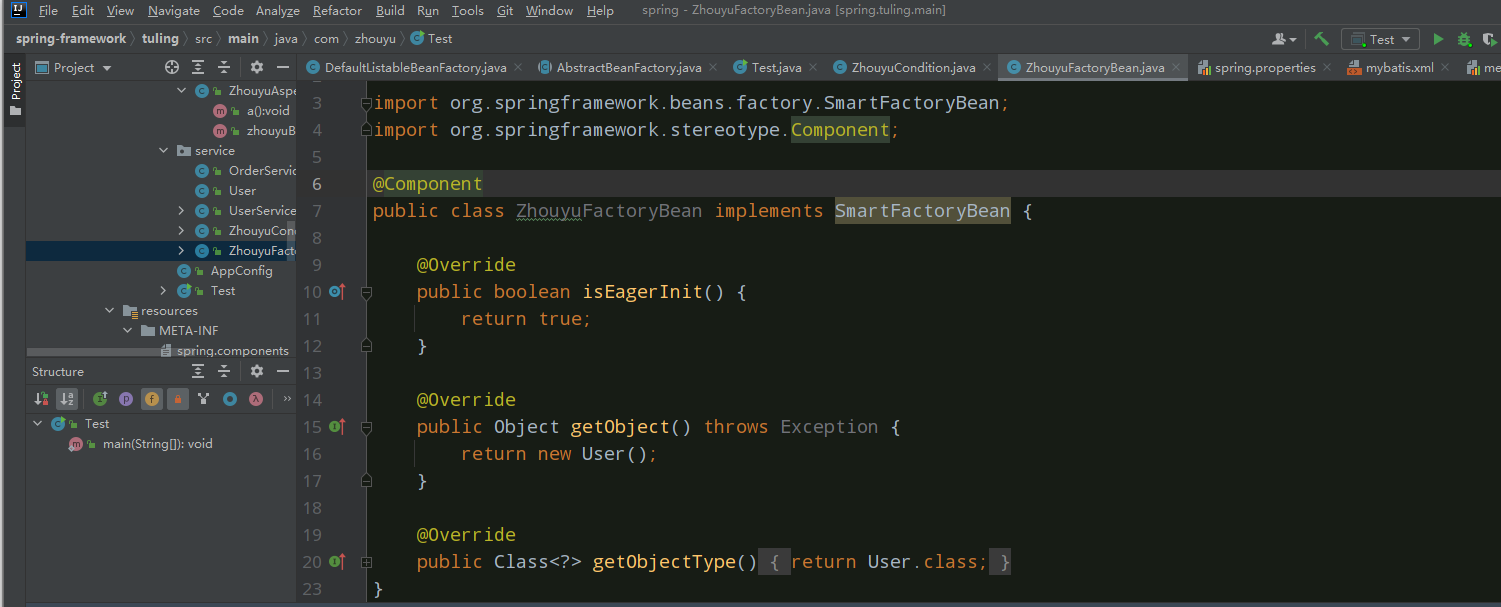 File Edit View Navigate Code Analyze Refactor Build Run Tools Git Window Help spring - ZhouyuFactoryBean.java [spring.tuling.main]
spring-framework tuling src main java com zhouyu Test Test
Project
Project
DefaultListableBeanFactory.java AbstractBeanFactory.java Test.java ZhouyuCondition.java ZhouyuFactoryBean.java spring.properties mybatis.xml me
ZhouyuAspe
a():void
zhouyuB
service
OrderServic
User
UserService
ZhouyuCon
ZhouyuFact
AppConfig
Test
resources
META-INF
spring.components
Structure
Test
main(String[]): void
3 import org.springframework.beans.factory.SmartFactoryBean;
4 import org.springframework.stereotype.Component;
5
6 @Component
7 public class ZhouyuFactoryBean implements SmartFactoryBean {
8
9 @Override
10 public boolean isEagerInit() {
11 return true;
12 }
13
14 @Override
15 public Object getObject() throws Exception {
16 return new User();
17 }
18
19 @Override
20 public Class<?> getObjectType() { return User.class; }
23 }